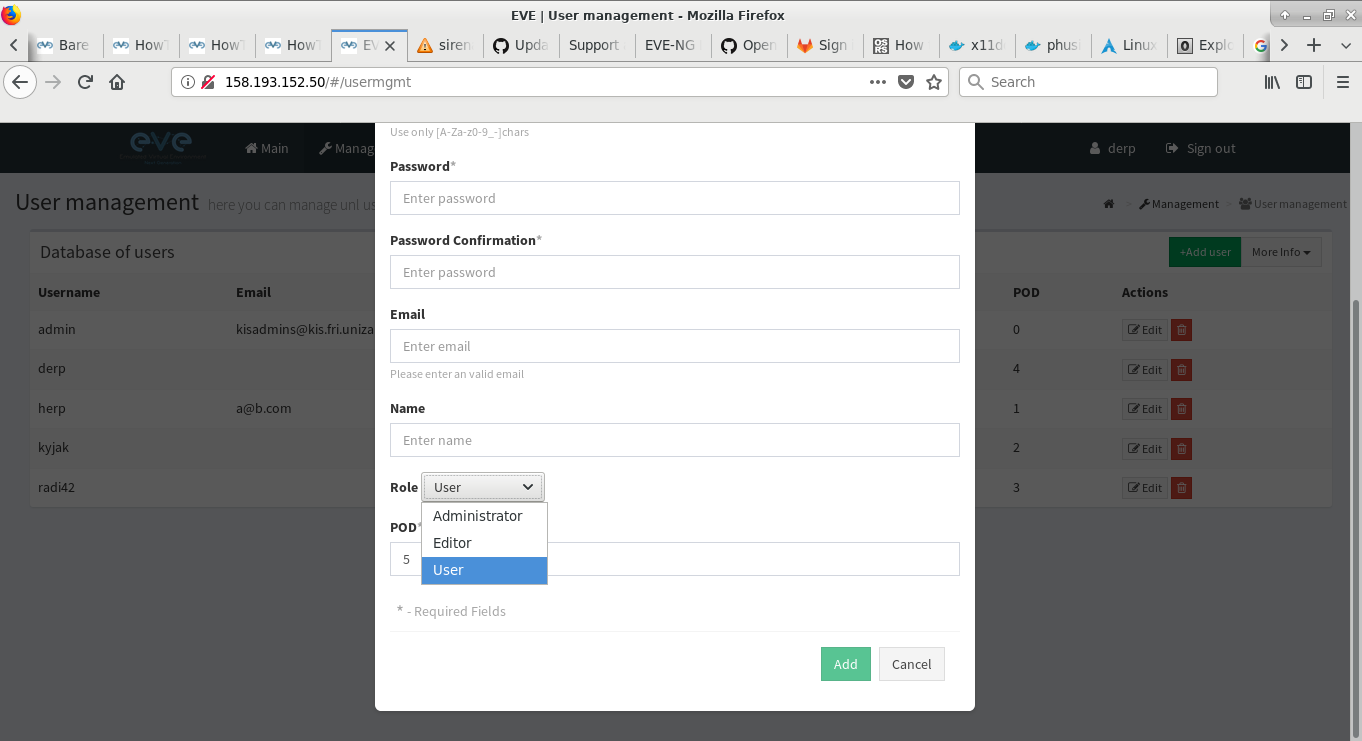 EVE | User management - Mozilla Firefox
Bare
How
How
How
EV
siren
Upda
Support
EVE-NG
Open
Sign
How
x11d
phusi
Linux
Explo
158.193.152.50/#/usermgmt
Search
eve
Main
Manag
derp
Sign out
User management
here you can manage unl us
Management
User management
Database of users
+Add user
More Info
Username Email POD Actions
admin kisadmins@kis.fri.uniza 0 Edit
derp 4 Edit
herp a@b.com 1 Edit
kyjak 2 Edit
radi42 3 Edit
Use only [A-Za-z0-9_-]chars
Password*
Enter password
Password Confirmation*
Enter password
Email
Enter email
Please enter an valid email
Name
Enter name
Role User
Administrator
Editor
User
POD*
5
* - Required Fields
Add
Cancel